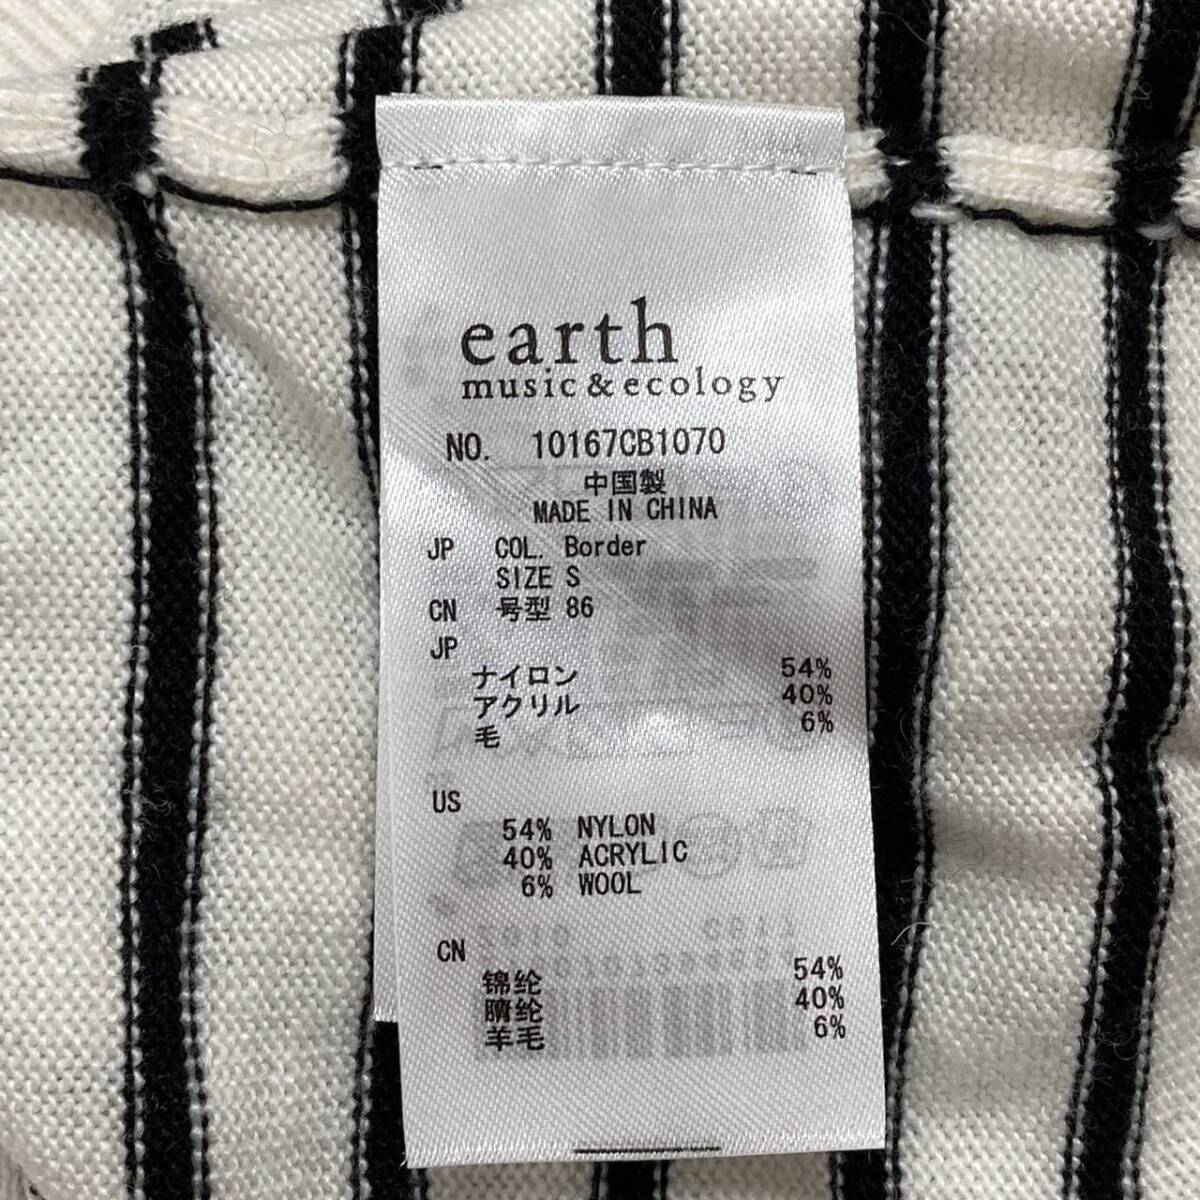 earth
music & ecology
NO. 10167CB1070
中国製
MADE IN CHINA
JP COL. Border
SIZE S
CN 号型 86
JP
ナイロン 54%
アクリル 40%
毛 6%
US
54% NYLON
40% ACRYLIC
6% WOOL
CN
锦纶 54%
腈纶 40%
羊毛 6%